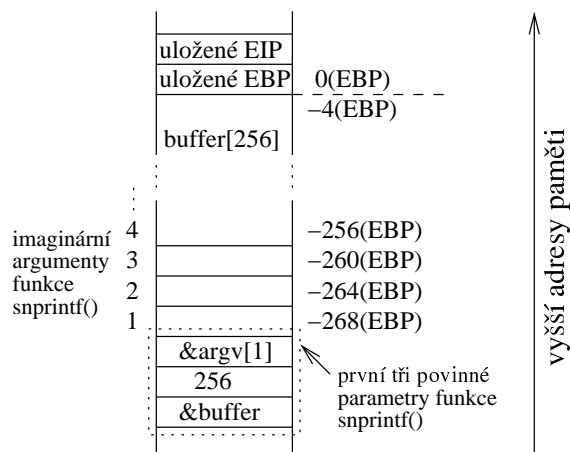 uložené EIP
uložené EBP 0(EBP)
–4(EBP)
buffer[256]
4 –256(EBP)
imaginární
argumenty
funkce
snprintf()
3 –260(EBP)
2 –264(EBP)
1 –268(EBP)
&argv[1]
256
&buffer
první tři povinné
parametry funkce
snprintf()
vyšší adresy paměti